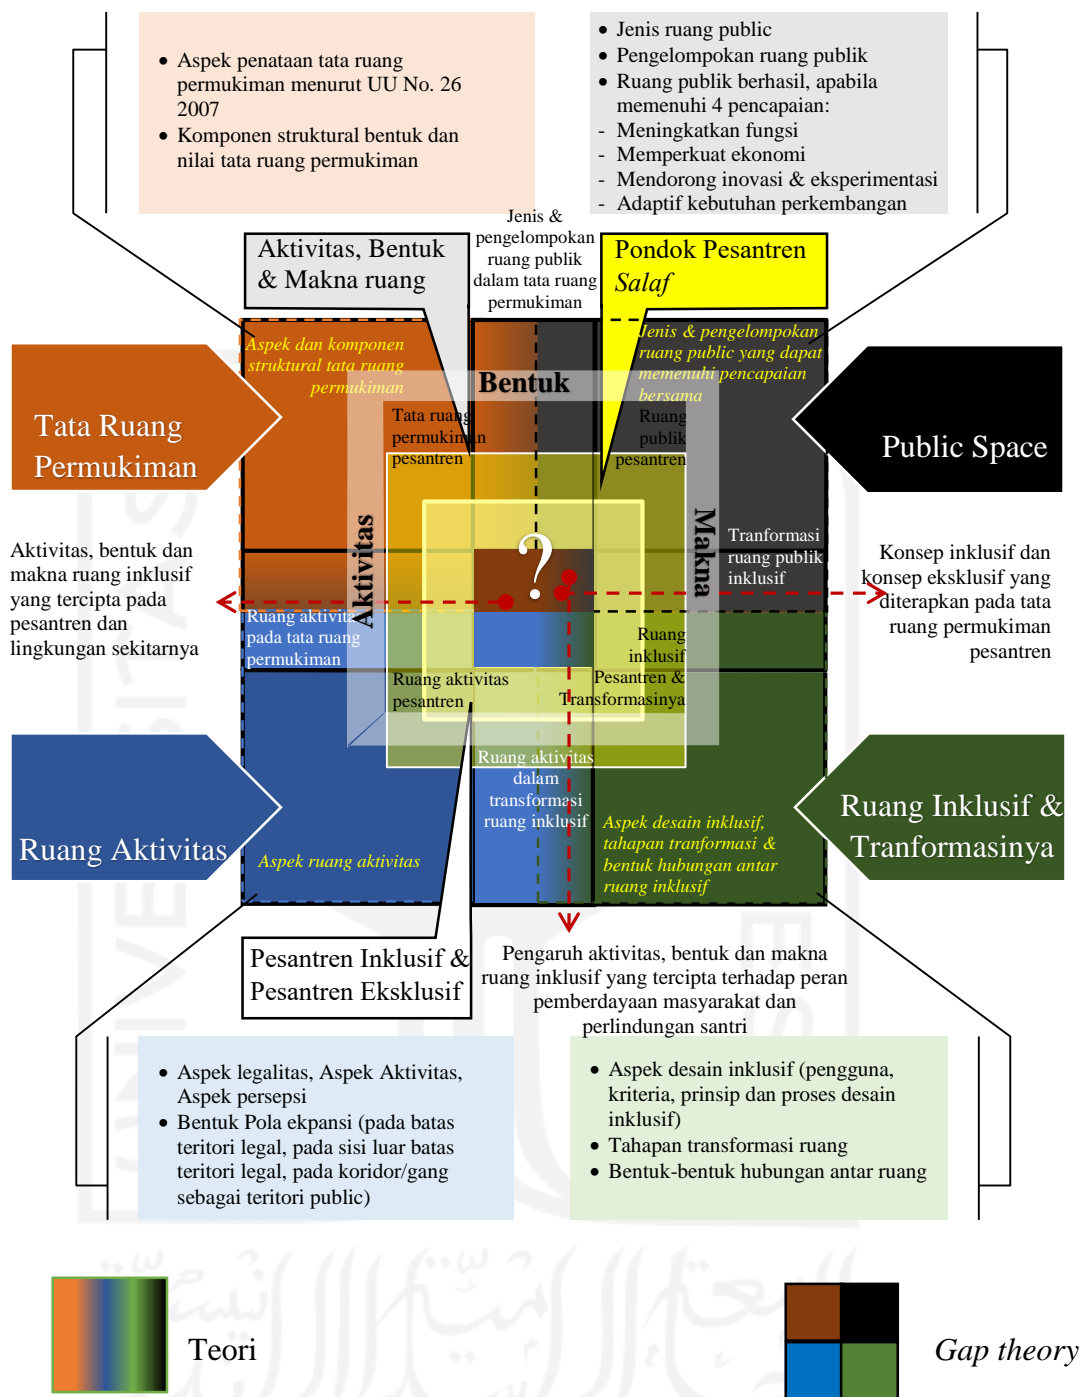 • Aspek penataan tata ruang
permukiman menurut UU No. 26
2007
• Komponen struktural bentuk dan
nilai tata ruang permukiman
• Jenis ruang public
• Pengelompokan ruang publik
• Ruang publik berhasil, apabila
memenuhi 4 pencapaian:
- Meningkatkan fungsi
- Memperkuat ekonomi
- Mendorong inovasi & eksperimentasi
- Adaptif kebutuhan perkembangan
Aktivitas, Bentuk
& Makna ruang
Jenis &
pengelompokan
ruang publik
dalam tata ruang
permukiman
Pondok Pesantren
Salaf
Aspek dan komponen
struktural tata ruang
permukiman
Jenis & pengelompokan
ruang public yang dapat
memenuhi pencapaian
bersama
Bentuk
Tata Ruang
Permukiman
Tata ruang
permukiman
pesantren
Ruang
publik
pesantren
Public Space
Aktivitas
Makna
?
Tranformasi
ruang publik
inklusif
Aktivitas, bentuk dan
makna ruang inklusif
yang tercipta pada
pesantren dan
lingkungan sekitarnya
Konsep inklusif dan
konsep eksklusif yang
diterapkan pada tata
ruang permukiman
pesantren
Ruang aktivitas
pada tata ruang
permukiman
Ruang aktivitas
pesantren
Ruang
inklusif
Pesantren &
Transformasinya
Ruang Aktivitas
Ruang aktivitas
dalam
transformasi
ruang inklusif
Ruang Inklusif &
Tranformasinya
Aspek ruang aktivitas
Aspek desain inklusif,
tahapan tranformasi &
bentuk hubungan antar
ruang inklusif
Pesantren Inklusif &
Pesantren Eksklusif
Pengaruh aktivitas, bentuk dan makna
ruang inklusif yang tercipta terhadap peran
pemberdayaan masyarakat dan
perlindungan santri
• Aspek legalitas, Aspek Aktivitas,
Aspek persepsi
• Bentuk Pola ekpansi (pada batas
teritori legal, pada sisi luar batas
teritori legal, pada koridor/gang
sebagai teritori public)
• Aspek desain inklusif (pengguna,
kriteria, prinsip dan proses desain
inklusif)
• Tahapan transformasi ruang
• Bentuk-bentuk hubungan antar ruang
Teori
Gap theory